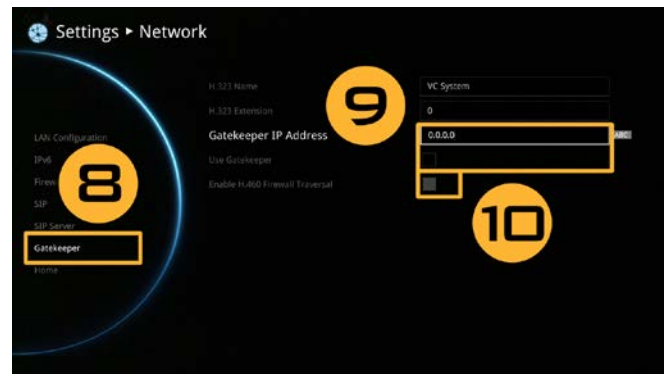 Settings ▸ Network
H.323 Name
VC System
9
H.323 Extension
0
LAN Configuration
Gatekeeper IP Address
0.0.0.0
ABC
IPv6
Use Gatekeeper
Firew
8
Enable H.460 Firewall Traversal
SIP
10
SIP Server
Gatekeeper
Home